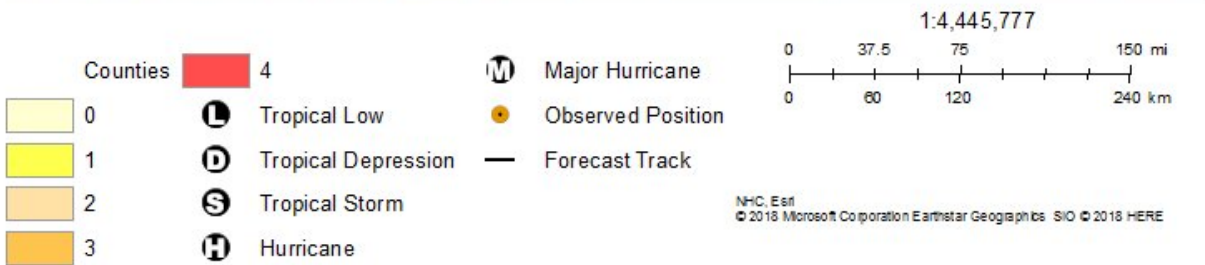 1:4,445,777
0 37.5 75 150 mi
0 60 120 240 km
Counties
0
1
2
3
4
L Tropical Low
D Tropical Depression
S Tropical Storm
H Hurricane
M Major Hurricane
Observed Position
Forecast Track
NHC, Esri
© 2018 Microsoft Corporation Earthstar Geographics SIO © 2018 HERE